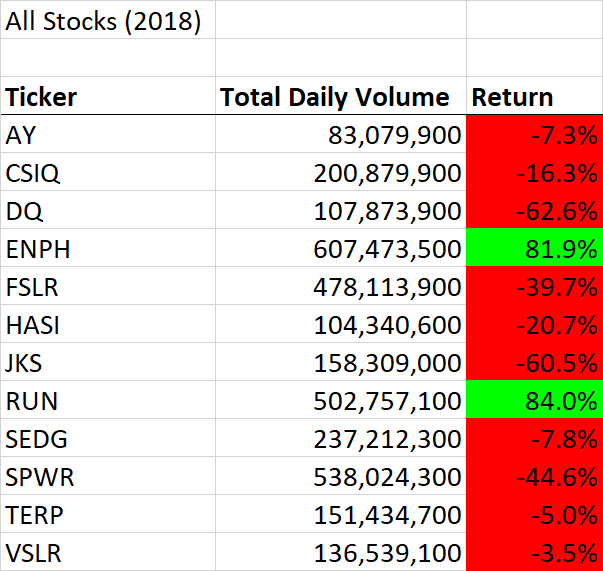 All Stocks (2018)
Ticker Total Daily Volume Return
AY 83,079,900 -7.3%
CSIQ 200,879,900 -16.3%
DQ 107,873,900 -62.6%
ENPH 607,473,500 81.9%
FSLR 478,113,900 -39.7%
HASI 104,340,600 -20.7%
JKS 158,309,000 -60.5%
RUN 502,757,100 84.0%
SEDG 237,212,300 -7.8%
SPWR 538,024,300 -44.6%
TERP 151,434,700 -5.0%
VSLR 136,539,100 -3.5%